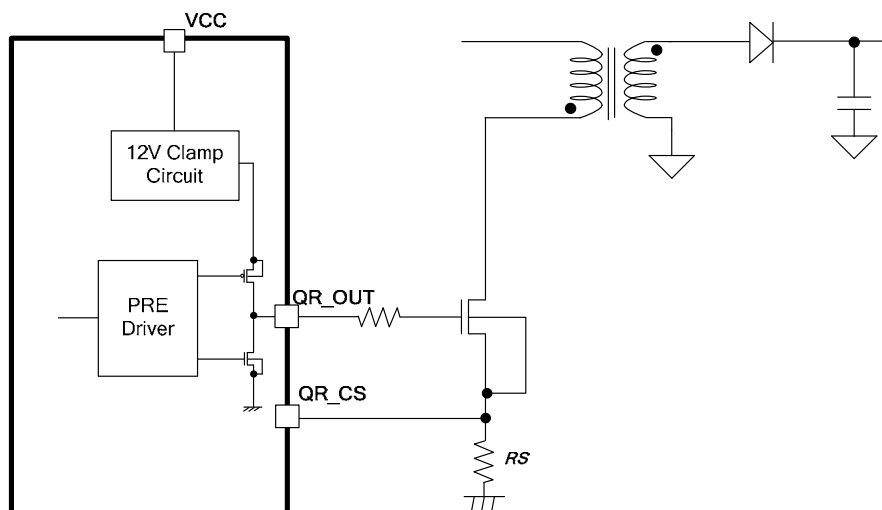 VCC
12V Clamp
Circuit
PRE
Driver
QR_OUT
QR_CS
RS